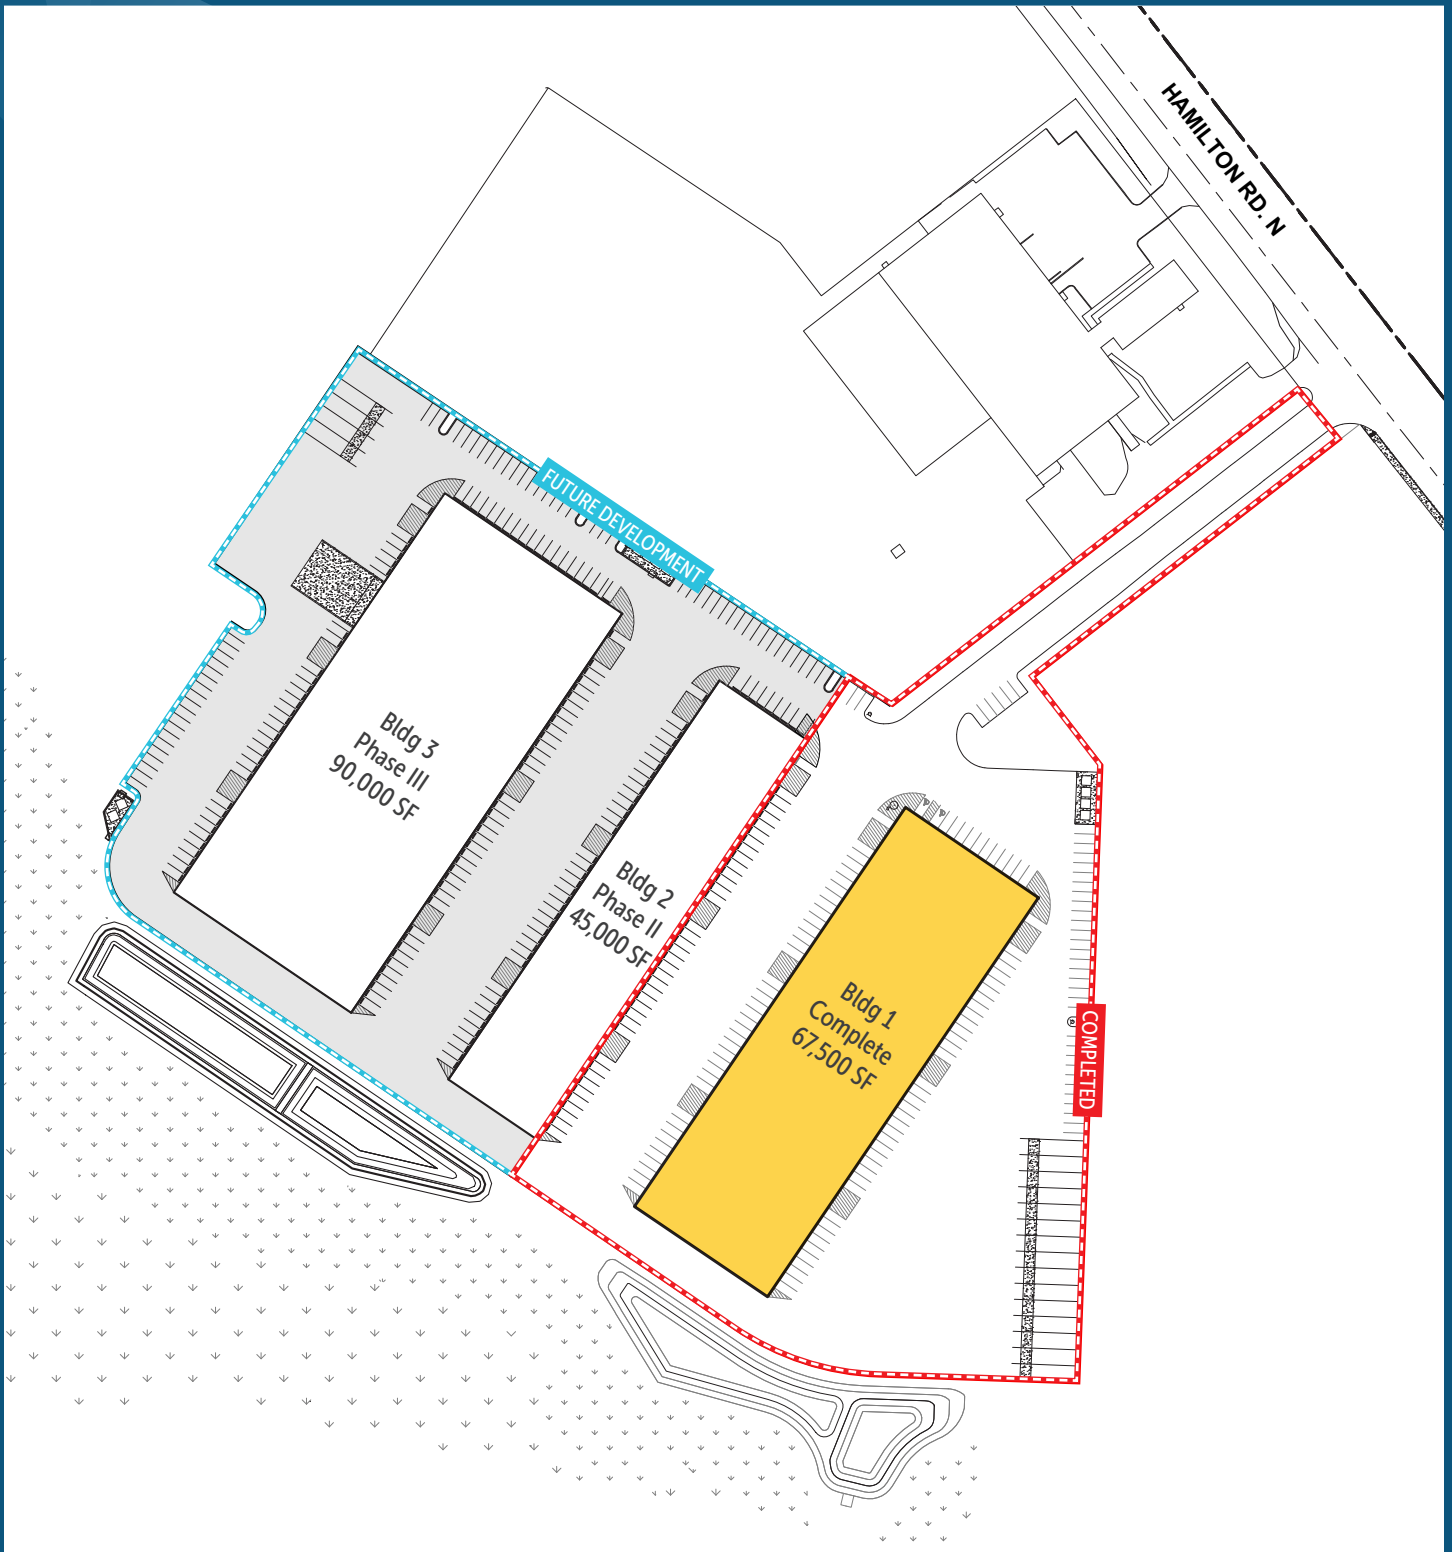 HAMILTON RD. N
FUTURE DEVELOPMENT
Bldg 3
Phase III
90,000 SF
Bldg 2
Phase II
45,000 SF
Bldg 1
Complete
67,500 SF
COMPLETED